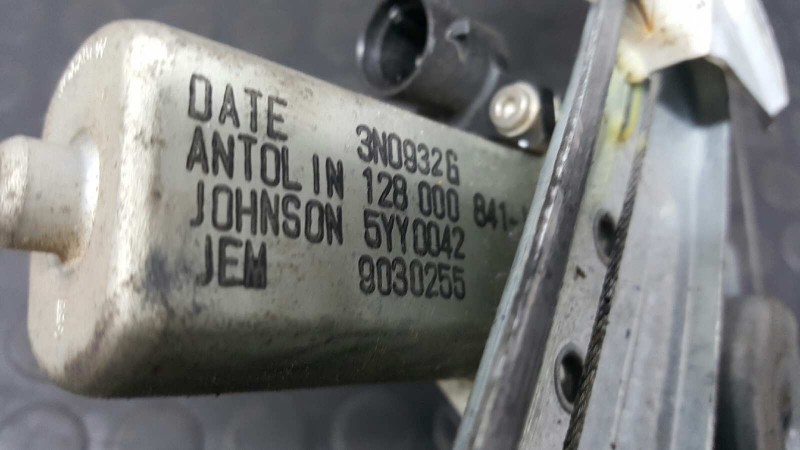 DATE 3N0932G
ANTOLIN 128 000 841-
JOHNSON 5YY0042
JEM 9030255